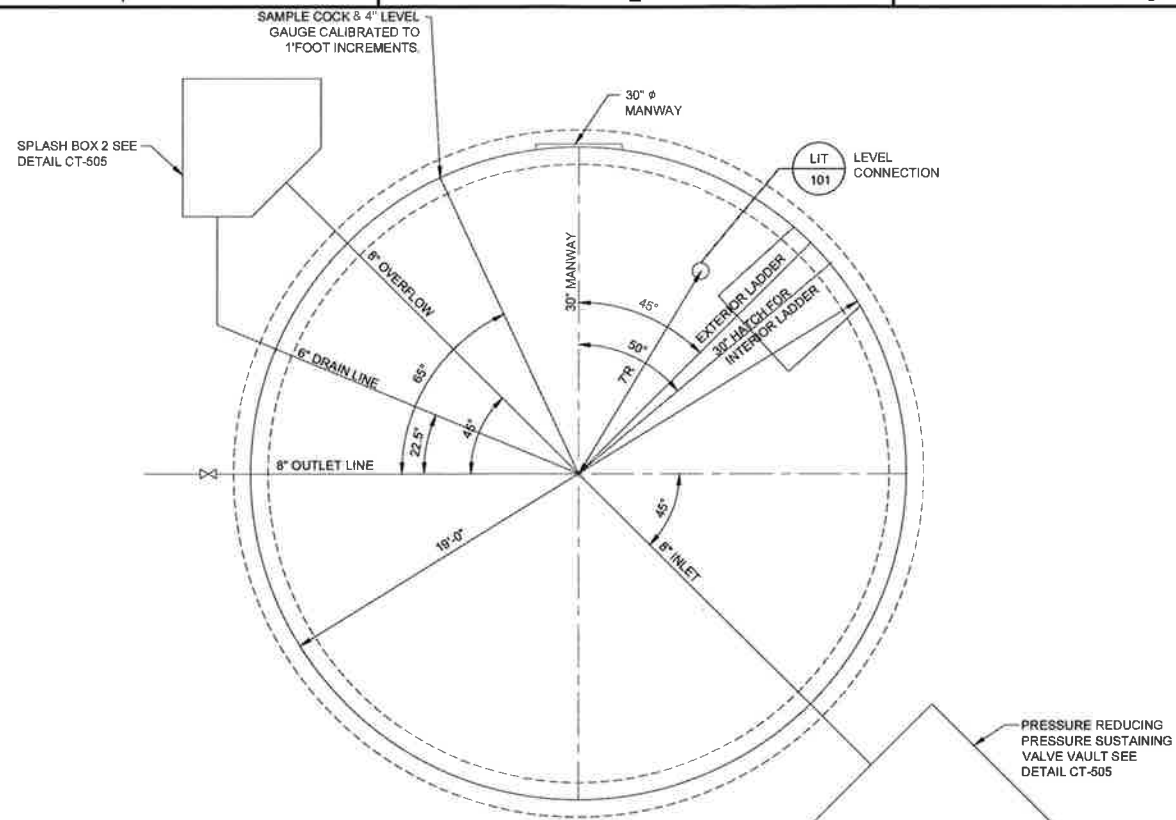 SAMPLE COCK & 4" LEVEL
GAUGE CALIBRATED TO
1'FOOT INCREMENTS.
30" ϕ
MANWAY
SPLASH BOX 2 SEE
DETAIL CT-505
LIT
101
LEVEL
CONNECTION
8" OVERFLOW
30" MANWAY
45°
EXTERIOR LADDER
30" HATCH FOR
INTERIOR LADDER
50°
7'R
6" DRAIN LINE
65°
45°
22.5°
8" OUTLET LINE
19'-0"
45°
8" INLET
PRESSURE REDUCING
PRESSURE SUSTAINING
VALVE VAULT SEE
DETAIL CT-505